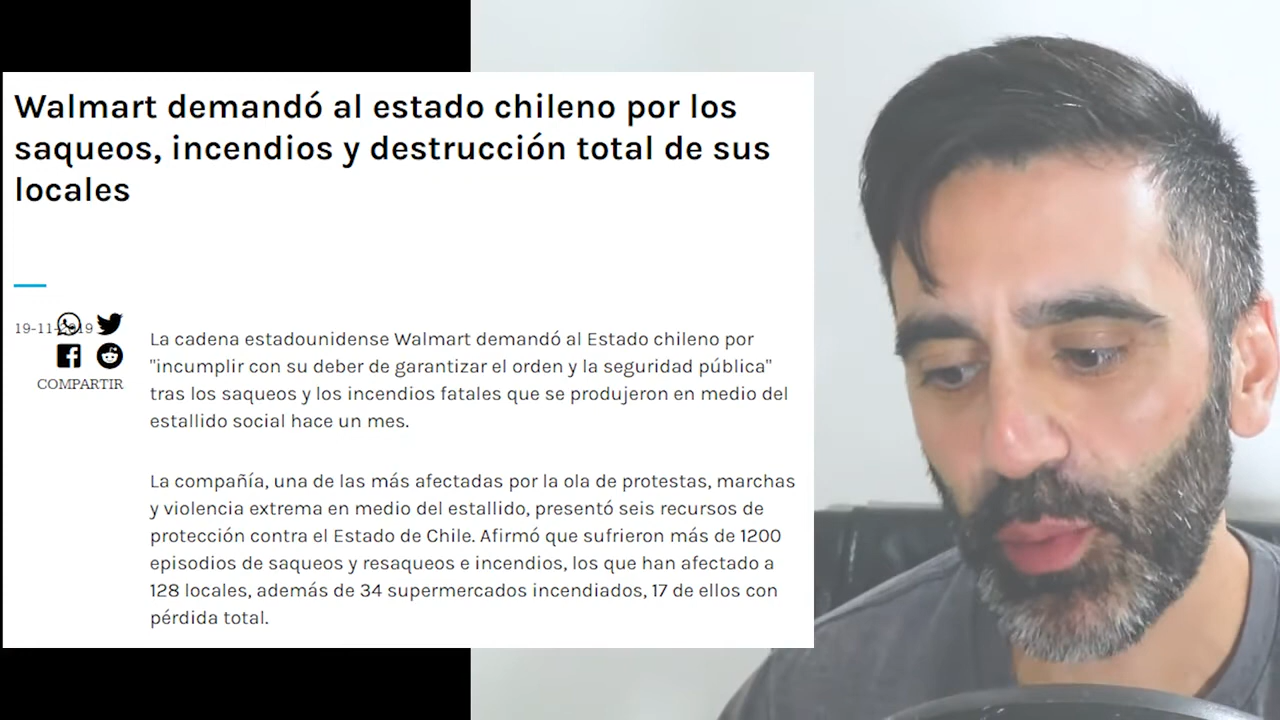 Walmart demandó al estado chileno por los
saqueos, incendios y destrucción total de sus
locales
19-11-2019
COMPARTIR
La cadena estadounidense Walmart demandó al Estado chileno por
"incumplir con su deber de garantizar el orden y la seguridad pública"
tras los saqueos y los incendios fatales que se produjeron en medio del
estallido social hace un mes.
La compañía, una de las más afectadas por la ola de protestas, marchas
y violencia extrema en medio del estallido, presentó seis recursos de
protección contra el Estado de Chile. Afirmó que sufrieron más de 1200
episodios de saqueos y resaqueos e incendios, los que han afectado a
128 locales, además de 34 supermercados incendiados, 17 de ellos con
pérdida total.